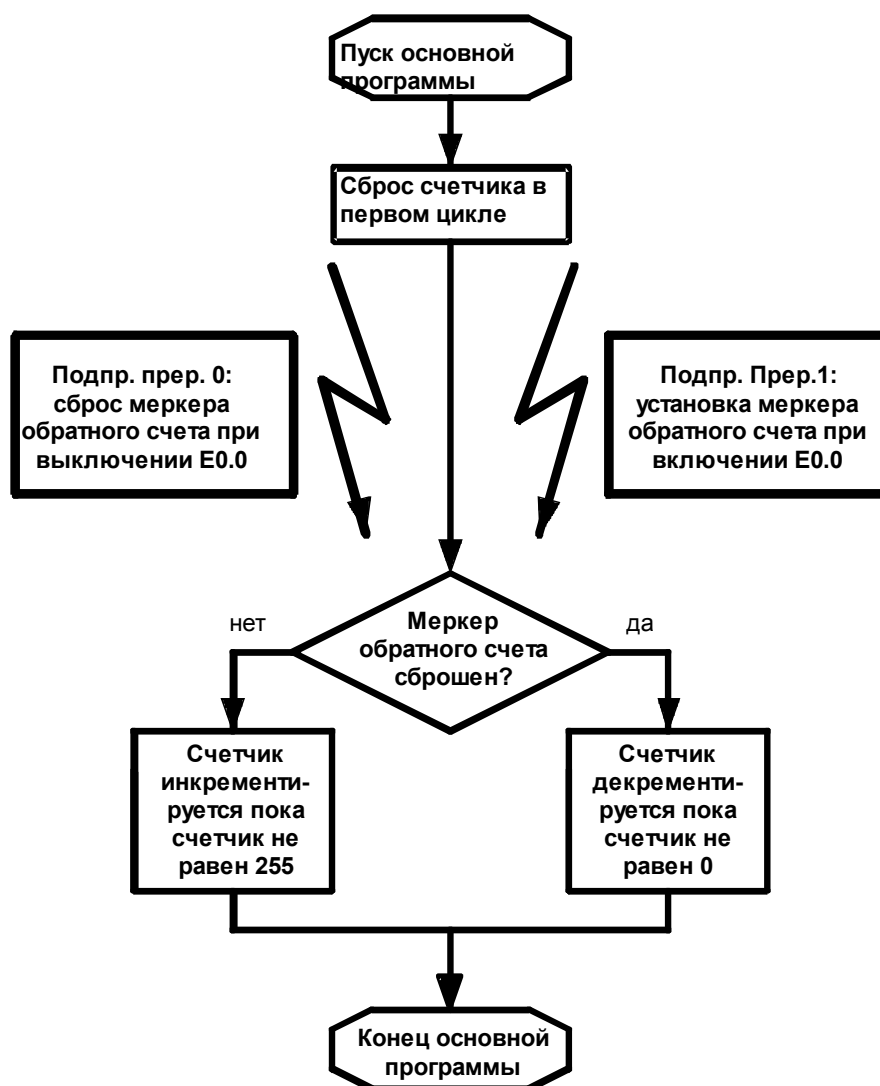 Пуск основной
программы
Сброс счетчика в
первом цикле
Подпр. прер. 0:
сброс меркера
обратного счета при
выключении E0.0
Подпр. Прер.1:
установка меркера
обратного счета при
включении E0.0
нет
Меркер
обратного счета
сброшен?
да
Счетчик
инкременти-
руется пока
счетчик не
равен 255
Счетчик
декременти-
руется пока
счетчик не
равен 0
Конец основной
программы